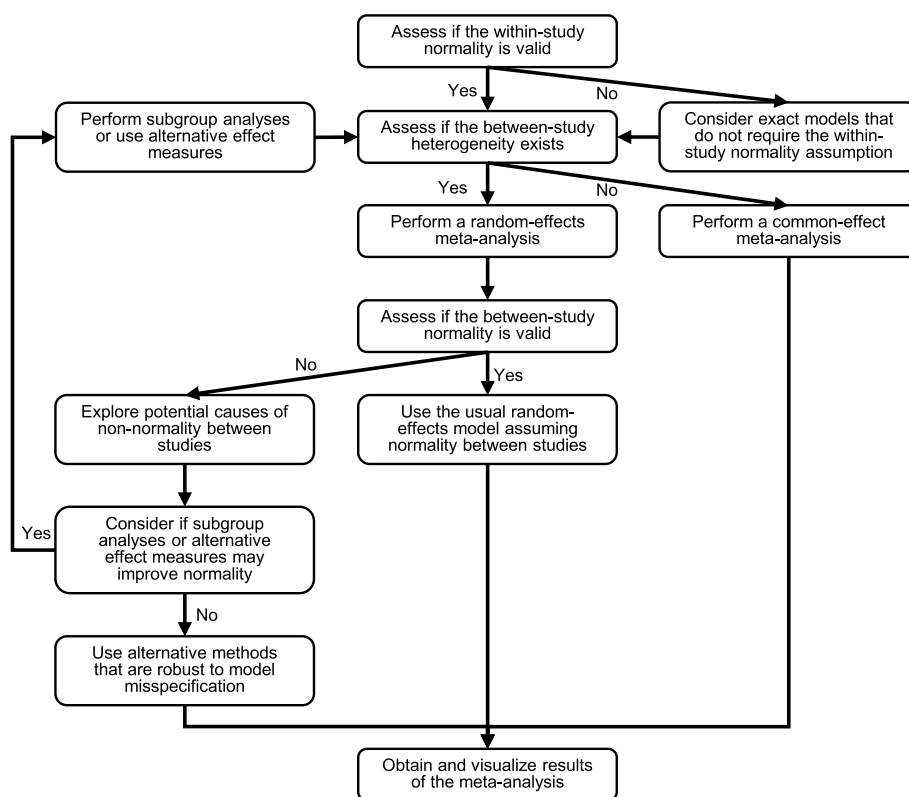 Assess if the within-study
normality is valid
Yes
No
Perform subgroup analyses
or use alternative effect
measures
Assess if the between-study
heterogeneity exists
Consider exact models that
do not require the within-
study normality assumption
Yes
No
Perform a random-effects
meta-analysis
Perform a common-effect
meta-analysis
Assess if the between-study
normality is valid
No
Yes
Explore potential causes of
non-normality between
studies
Use the usual random-
effects model assuming
normality between studies
Yes
Consider if subgroup
analyses or alternative
effect measures may
improve normality
No
Use alternative methods
that are robust to model
misspecification
Obtain and visualize results
of the meta-analysis